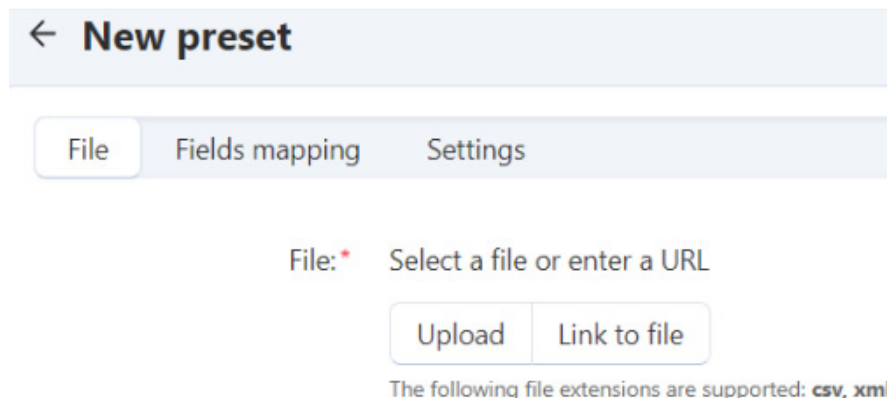 ← New preset
File Fields mapping Settings
File:* Select a file or enter a URL
Upload Link to file
The following file extensions are supported: csv, xml